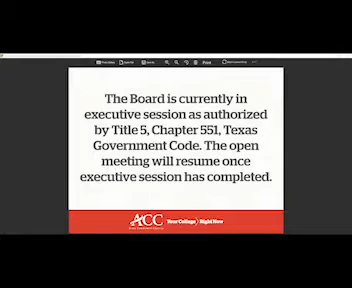 Print
The Board is currently in
executive session as authorized
by Title 5, Chapter 551, Texas
Government Code. The open
meeting will resume once
executive session has completed.
ACC
Your College Right Now